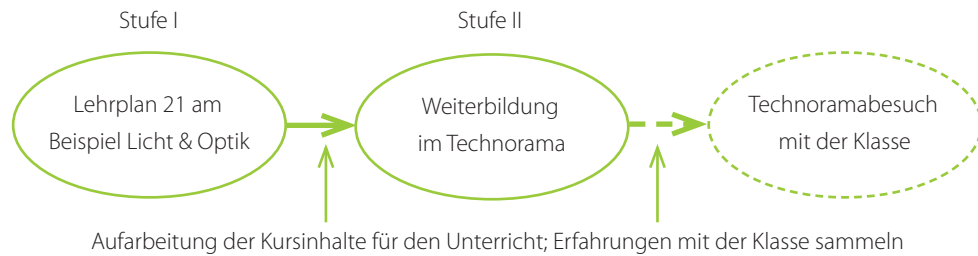 Stufe I
Stufe II
Lehrplan 21 am
Beispiel Licht & Optik
Weiterbildung
im Technorama
Technoramabesuch
mit der Klasse
Aufarbeitung der Kursinhalte für den Unterricht; Erfahrungen mit der Klasse sammeln